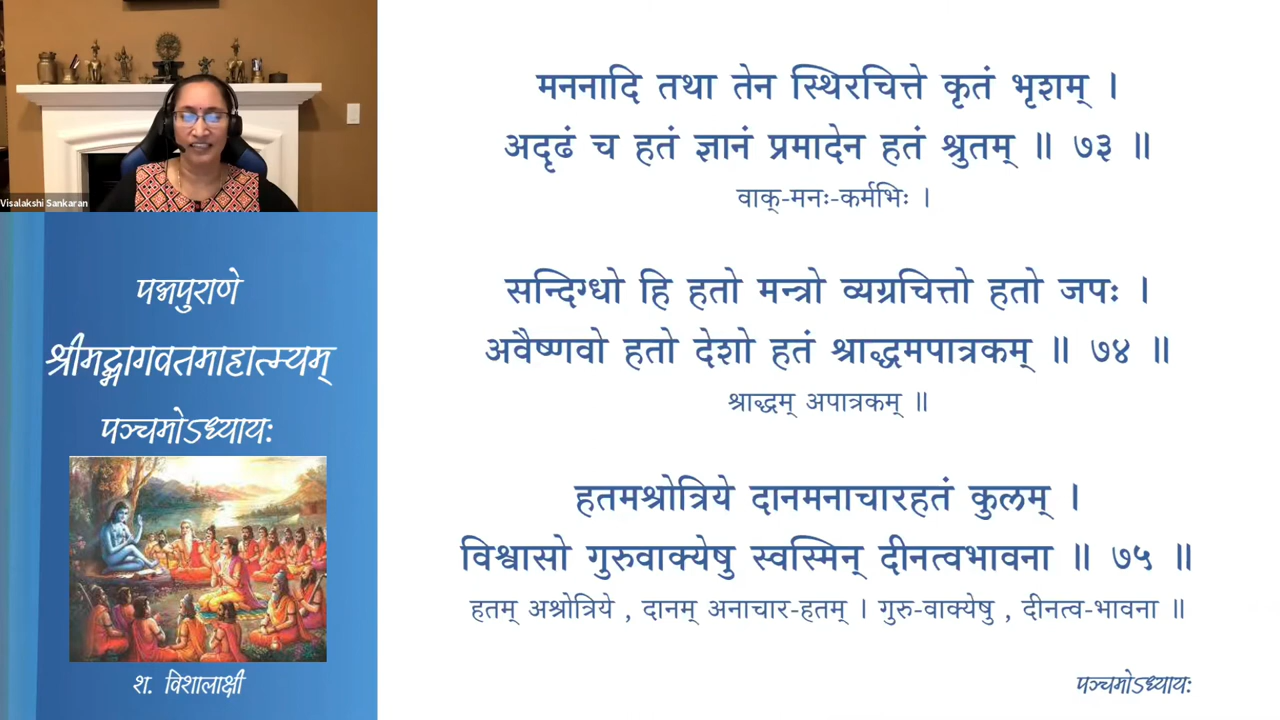 Visalakshi Sankaran
पद्मपुराणे
श्रीमद्भागवतमाहात्म्यम्
पञ्चमोऽध्यायः
श. विशालाक्षी
मननादि तथा तेन स्थिरचित्ते कृतं भृशम् ।
अदृढं च हतं ज्ञानं प्रमादेन हतं श्रुतम् ॥ ७३ ॥
वाक्-मनः-कर्मभिः ।
सन्दिग्धो हि हतो मन्त्रो व्यग्रचित्तो हतो जपः ।
अवैष्णवो हतो देशो हतं श्राद्धमपात्रकम् ॥ ७४ ॥
श्राद्धम् अपात्रकम् ॥
हतमश्रोत्रिये दानमनाचारहतं कुलम् ।
विश्वासो गुरुवाक्येषु स्वस्मिन् दीनत्वभावना ॥ ७५ ॥
हतम् अश्रोत्रिये , दानम् अनाचार-हतम् । गुरु-वाक्येषु , दीनत्व-भावना ॥
पञ्चमोऽध्यायः